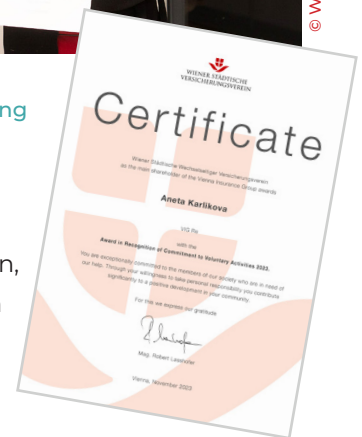 © W
ng
n,
WIENER STÄDTISCHE
VERSICHERUNGSVEREIN
Certificate
Wiener Städtische Wechselseitiger Versicherungsverein
as the main shareholder of the Vienna Insurance Group awards
Aneta Karlikova
VIG Re
with the
Award in Recognition of Commitment to Voluntary Activities 2023.
You are exceptionally committed to the members of our society who are in need of
our help. Through your willingness to take personal responsibility you contribute
significantly to a positive development in your community.
For this we express our gratitude
Mag. Robert Lasshofer
Vienna, November 2023